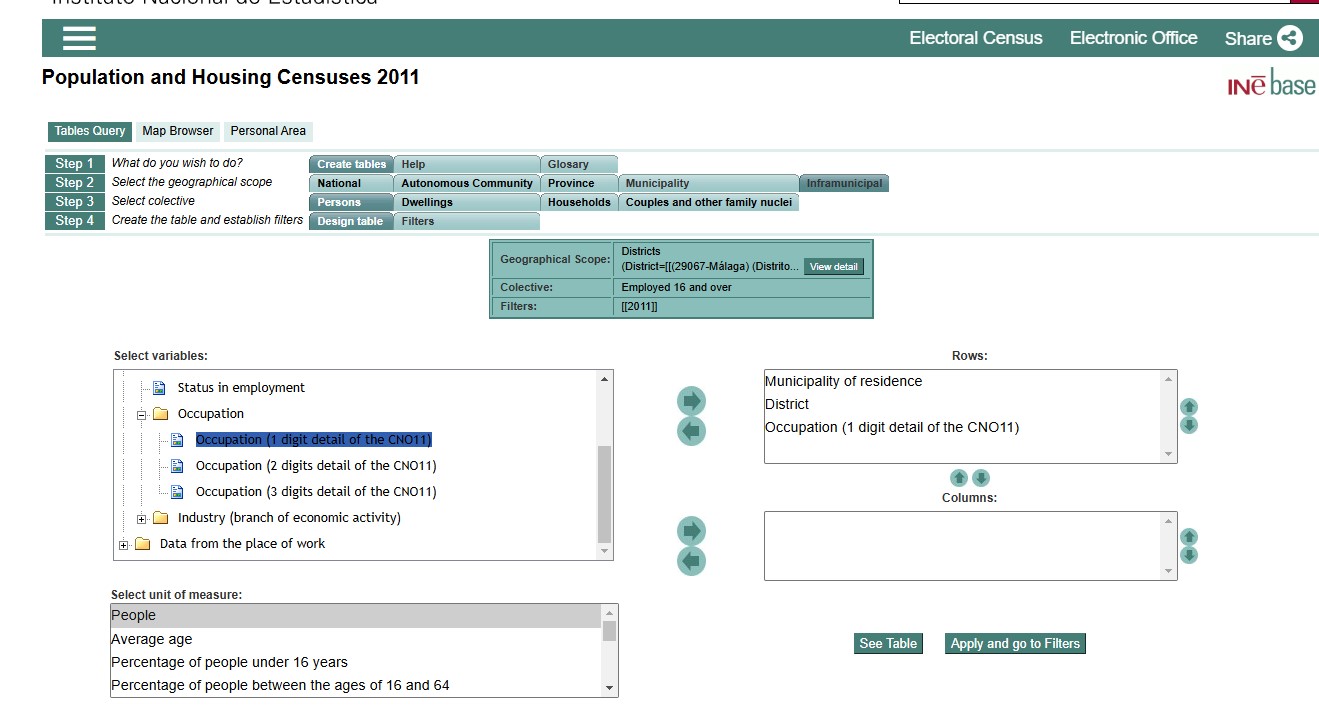 Instituto Nacional de Estadística
Electoral Census Electronic Office Share
Population and Housing Censuses 2011
INe base
Tables Query Map Browser Personal Area
Step 1 What do you wish to do? Create tables Help Glosary
Step 2 Select the geographical scope National Autonomous Community Province Municipality Inframunicipal
Step 3 Select colective Persons Dwellings Households Couples and other family nuclei
Step 4 Create the table and establish filters Design table Filters
Geographical Scope: Districts
(District=[[(29067-Málaga) (Distrito... View detail
Colective: Employed 16 and over
Filters: [[2011]]
Select variables:
Status in employment
Occupation
Occupation (1 digit detail of the CNO11)
Occupation (2 digits detail of the CNO11)
Occupation (3 digits detail of the CNO11)
Industry (branch of economic activity)
Data from the place of work
Rows:
Municipality of residence
District
Occupation (1 digit detail of the CNO11)
Columns:
Select unit of measure:
People
Average age
Percentage of people under 16 years
Percentage of people between the ages of 16 and 64
See Table Apply and go to Filters